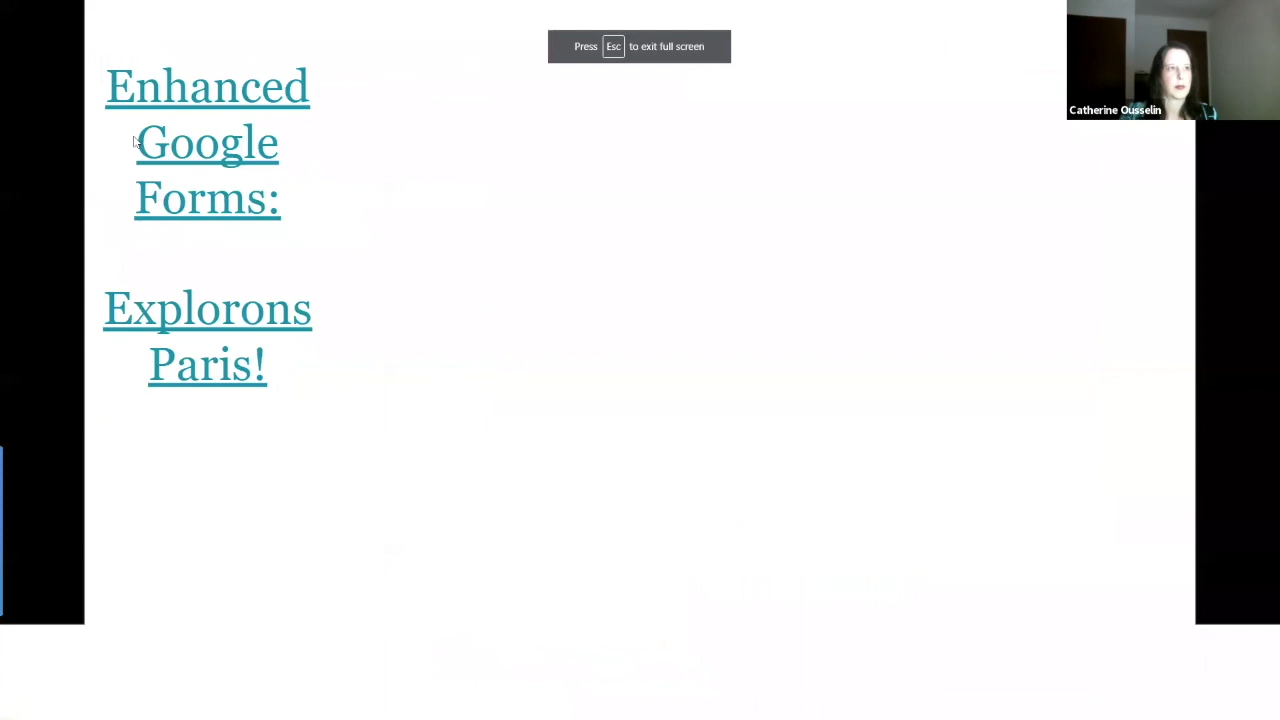 Press Esc to exit full screen
Catherine Ousselin
Enhanced
Google
Forms:
Explorons
Paris!